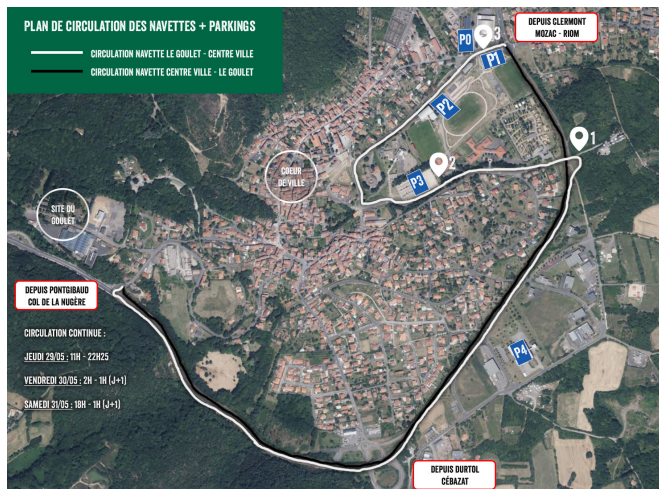 PLAN DE CIRCULATION DES NAVETTES + PARKINGS
CIRCULATION NAVETTE LE GOULET - CENTRE VILLE
CIRCULATION NAVETTE CENTRE VILLE - LE GOULET
DEPUIS CLERMONT
MOZAC - RIOM
P0
3
P1
P2
1
2
P3
COEUR
DE VILLE
SITE DU
GOULET
DEPUIS PONTGIBAUD
COL DE LA NUGÈRE
CIRCULATION CONTINUE :
JEUDI 29/05 : 11H - 22H25
VENDREDI 30/05 : 2H - 1H (J+1)
SAMEDI 31/05 : 18H - 1H (J+1)
P4
DEPUIS DURTOL
CÉBAZAT